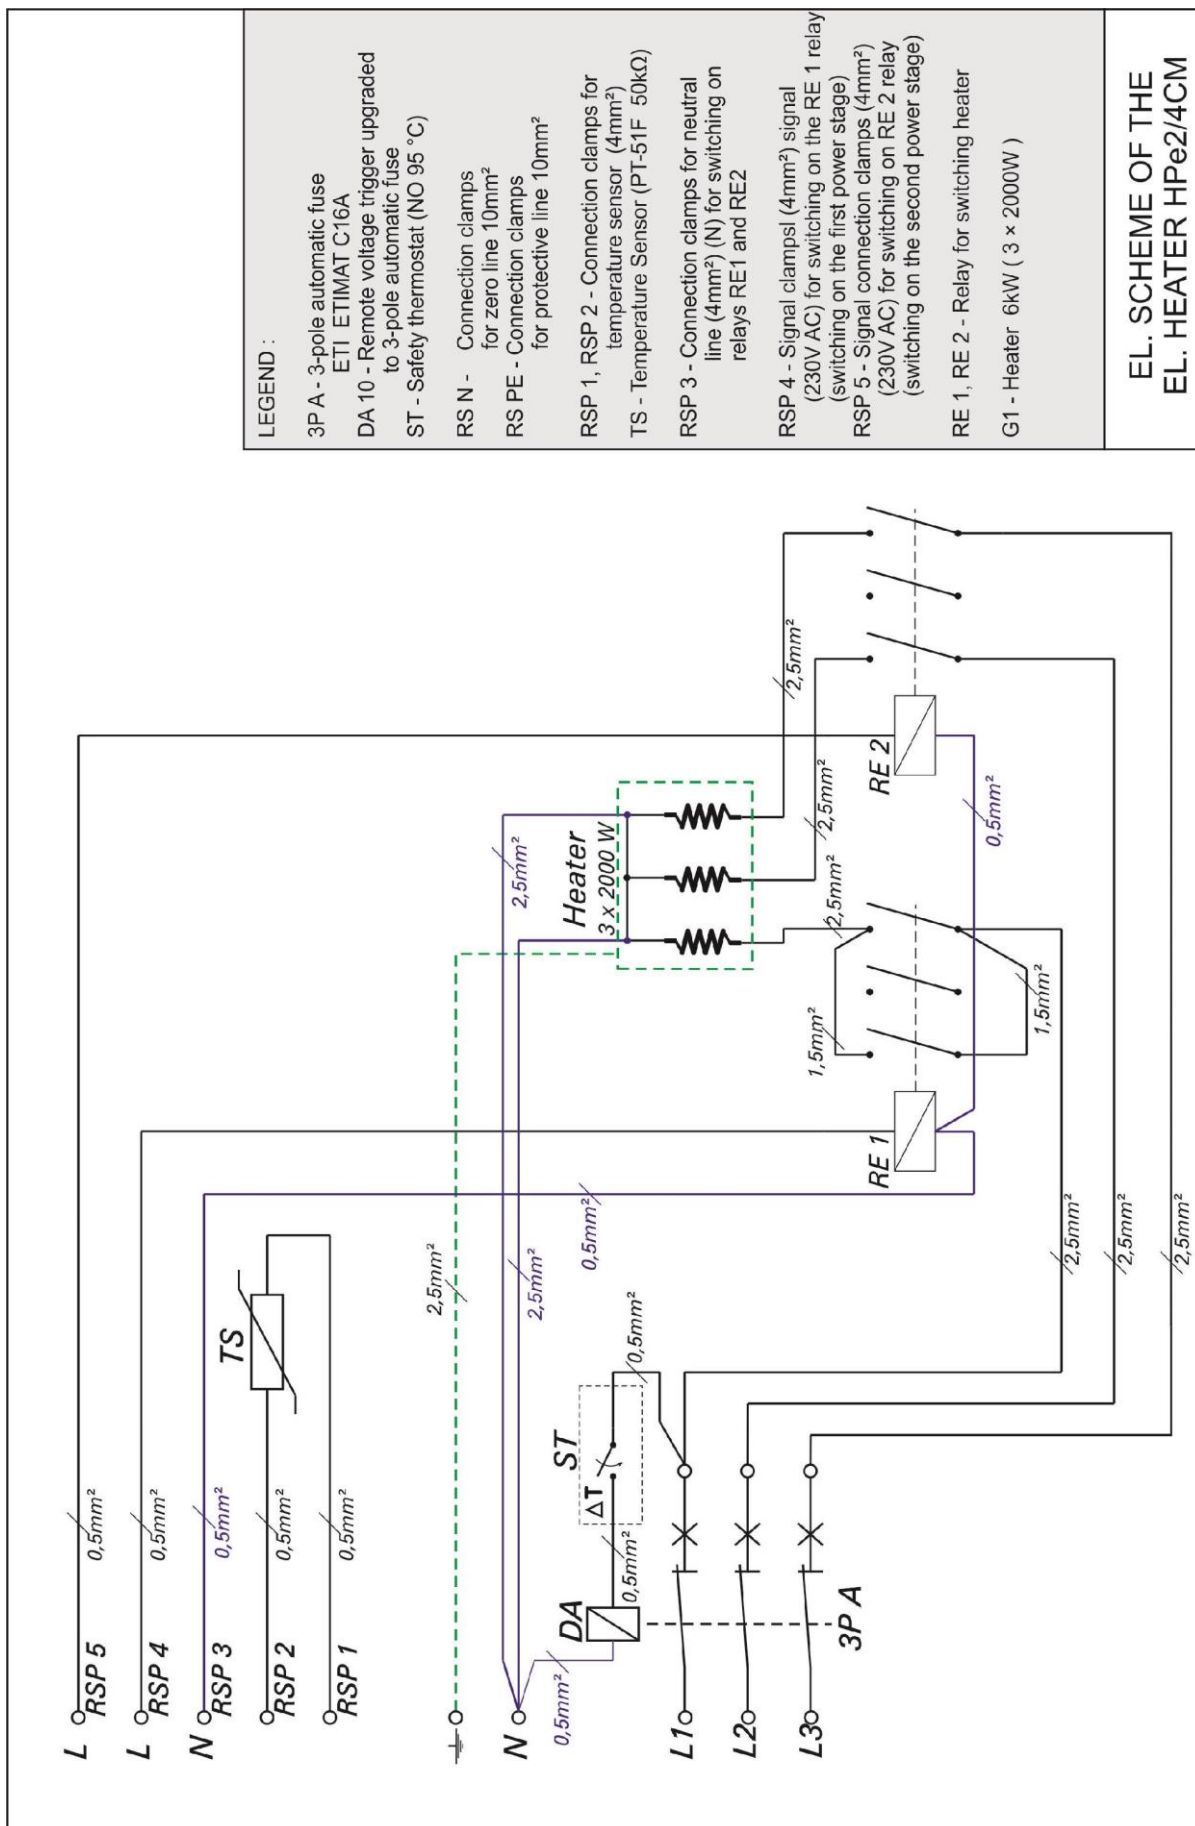 LEGEND :
3P A - 3-pole automatic fuse
ETI ETIMAT C16A
DA 10 - Remote voltage trigger upgraded
to 3-pole automatic fuse
ST - Safety thermostat (NO 95 °C)
RS N - Connection clamps
for zero line 10mm²
RS PE - Connection clamps
for protective line 10mm²
RSP 1, RSP 2 - Connection clamps for
temperature sensor (4mm²)
TS - Temperature Sensor (PT-51F 50kΩ)
RSP 3 - Connection clamps for neutral
line (4mm²) (N) for switching on
relays RE1 and RE2
RSP 4 - Signal clampsl (4mm²) signal
(230V AC) for switching on the RE 1 relay
(switching on the first power stage)
RSP 5 - Signal connection clamps (4mm²)
(230V AC) for switching on RE 2 relay
(switching on the second power stage)
RE 1, RE 2 - Relay for switching heater
G1 - Heater 6kW ( 3 × 2000W )
EL. SCHEME OF THE
EL. HEATER HPe2/4CM
L
RSP 5
0,5mm²
L
RSP 4
0,5mm²
N
RSP 3
0,5mm²
RSP 2
0,5mm²
RSP 1
0,5mm²
TS
2,5mm²
N
2,5mm²
2,5mm²
0,5mm²
0,5mm²
DA
0,5mm²
ΔT
ST
0,5mm²
L1
L2
L3
3P A
Heater
3 x 2000 W
2,5mm²
2,5mm²
2,5mm²
1,5mm²
1,5mm²
RE 1
RE 2
0,5mm²
2,5mm²
2,5mm²
2,5mm²